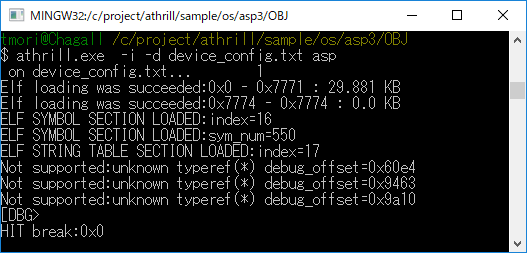 MINGW32:/c/project/athrill/sample/os/asp3/OBJ
tmori@Chagall /c/project/athrill/sample/os/asp3/OBJ
$ athrill.exe  -i -d device_config.txt asp
 on device_config.txt...        1
Elf loading was succeeded:0x0 - 0x7771 : 29.881 KB
Elf loading was succeeded:0x7774 - 0x7774 : 0.0 KB
ELF SYMBOL SECTION LOADED:index=16
ELF SYMBOL SECTION LOADED:sym_num=550
ELF STRING TABLE SECTION LOADED:index=17
Not supported:unknown typeref(*) debug_offset=0x60e4
Not supported:unknown typeref(*) debug_offset=0x9463
Not supported:unknown typeref(*) debug_offset=0x9a10
[DBG>
HIT break:0x0